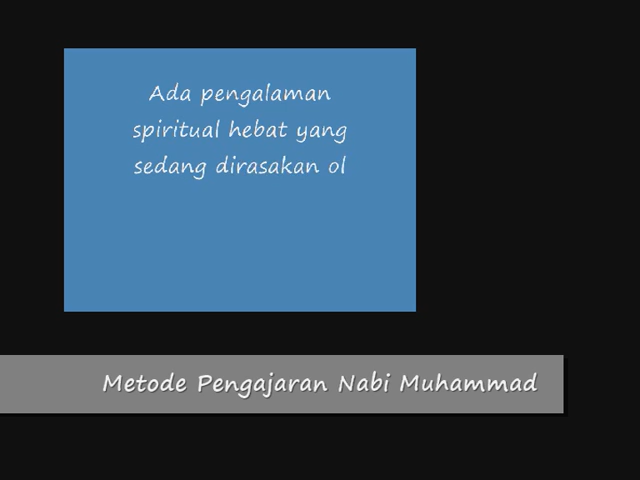 Ada pengalaman
spiritual hebat yang
sedang dirasakan ol
Metode Pengajaran Nabi Muhammad